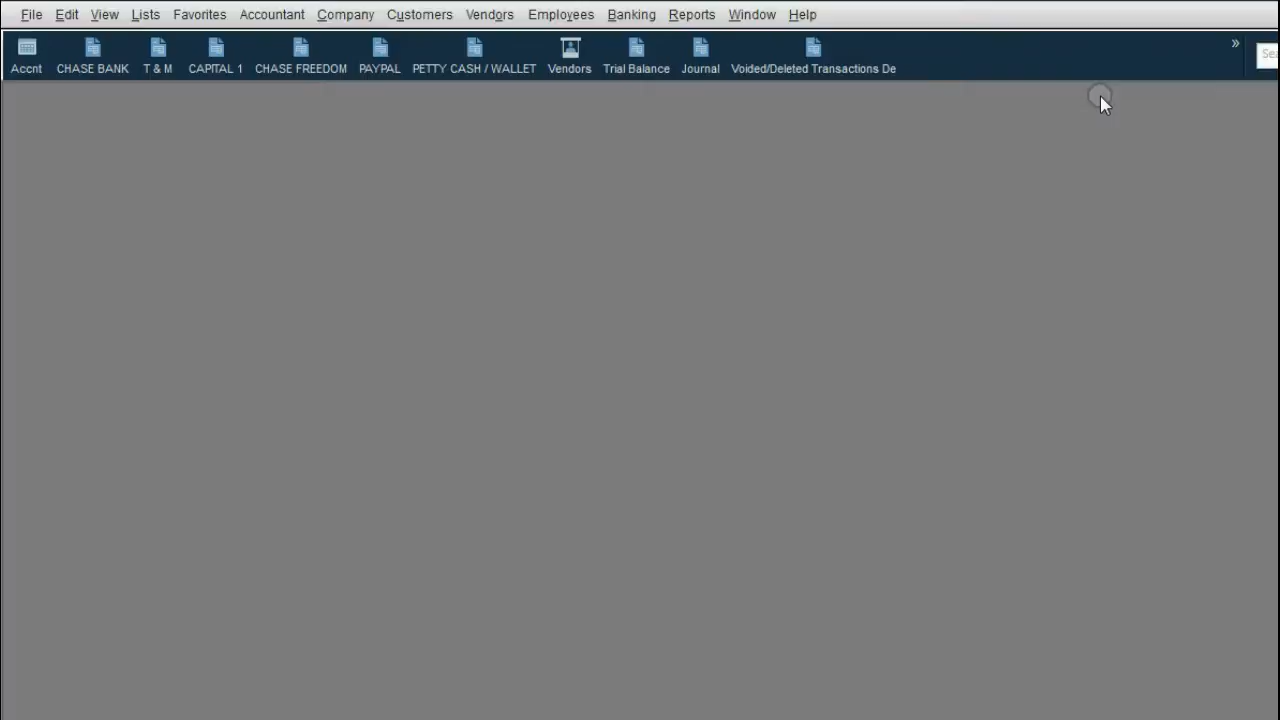 File Edit View Lists Favorites Accountant Company Customers Vendors Employees Banking Reports Window Help
»
Accnt CHASE BANK T & M CAPITAL 1 CHASE FREEDOM PAYPAL PETTY CASH / WALLET Vendors Trial Balance Journal Voided/Deleted Transactions De